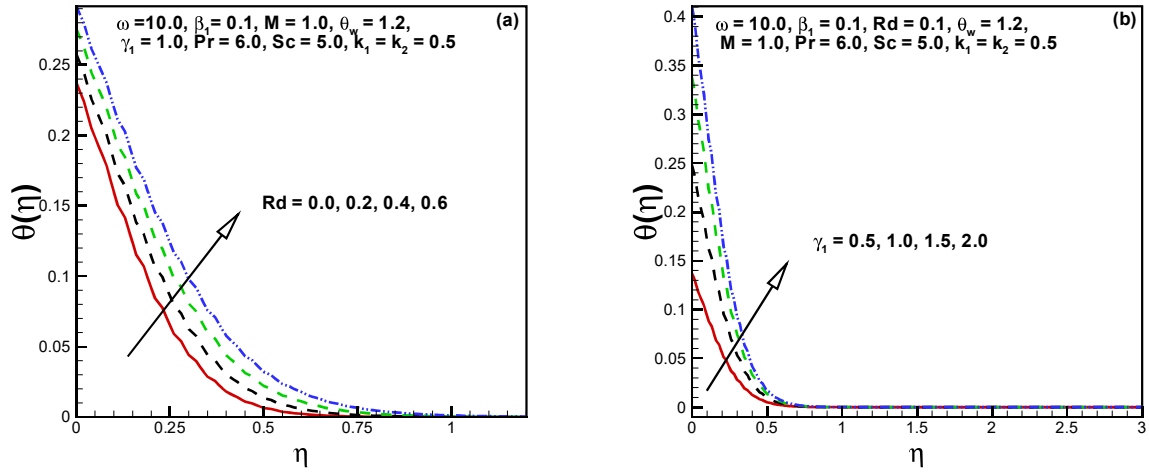 ω = 10.0, β₁ = 0.1, M = 1.0, θ_w = 1.2,
γ₁ = 1.0, Pr = 6.0, Sc = 5.0, k₁ = k₂ = 0.5
(a)
Rd = 0.0, 0.2, 0.4, 0.6
θ(η)
0.25
0.2
0.15
0.1
0.05
0
0 0.25 0.5 0.75 1
η
ω = 10.0, β₁ = 0.1, Rd = 0.1, θ_w = 1.2,
M = 1.0, Pr = 6.0, Sc = 5.0, k₁ = k₂ = 0.5
(b)
γ₁ = 0.5, 1.0, 1.5, 2.0
θ(η)
0.4
0.35
0.3
0.25
0.2
0.15
0.1
0.05
0
0 0.5 1 1.5 2 2.5 3
η